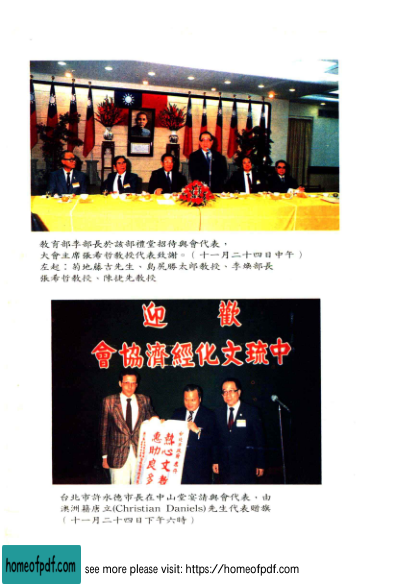 教育部李部長於該部禮堂招待與會代表,
大會主席張希哲教授代表致謝。(十一月二十四日中午)
左起:菊地藤吉先生、島尻勝太郎教授、李煥部長
張希哲教授、陳捷先教授
歡迎
中琉文化經濟協會
熱心文教
惠助良多
台北市許水德市長在中山堂宴請與會代表,由
澳洲籍唐立(Christian Daniels)先生代表贈旗
(十一月二十四日下午六時)
homeofpdf.com
see more please visit: https://homeofpdf.com